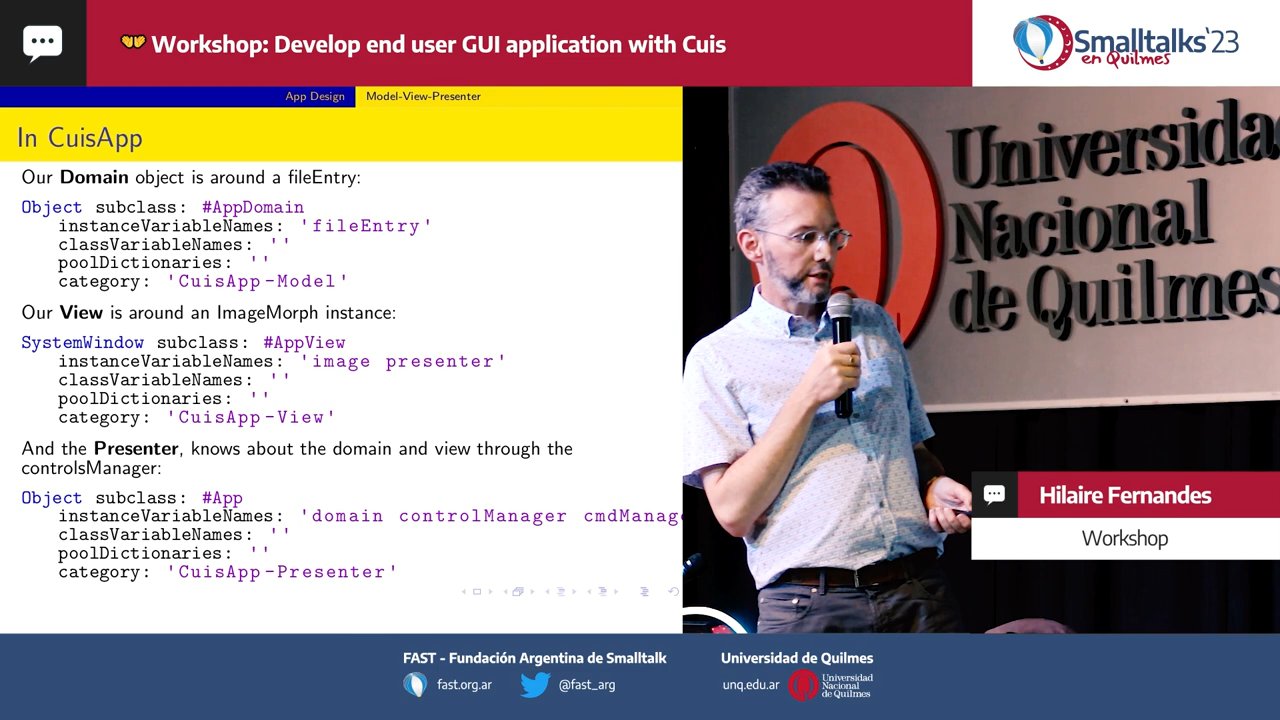 Workshop: Develop end user GUI application with Cuis
Smalltalks'23
en Quilmes
App Design
Model-View-Presenter
In CuisApp
Our Domain object is around a fileEntry:
Object subclass: #AppDomain
instanceVariableNames: 'fileEntry'
classVariableNames: ''
poolDictionaries: ''
category: 'CuisApp-Model'
Our View is around an ImageMorph instance:
SystemWindow subclass: #AppView
instanceVariableNames: 'image presenter'
classVariableNames: ''
poolDictionaries: ''
category: 'CuisApp-View'
And the Presenter, knows about the domain and view through the
controlsManager:
Object subclass: #App
instanceVariableNames: 'domain controlManager cmdManage
classVariableNames: ''
poolDictionaries: ''
category: 'CuisApp-Presenter'
Universida
Nacional
de Quilmes
Hilaire Fernandes
Workshop
FAST - Fundación Argentina de Smalltalk
fast.org.ar
@fast_arg
Universidad de Quilmes
unq.edu.ar
Universidad
Nacional
de Quilmes